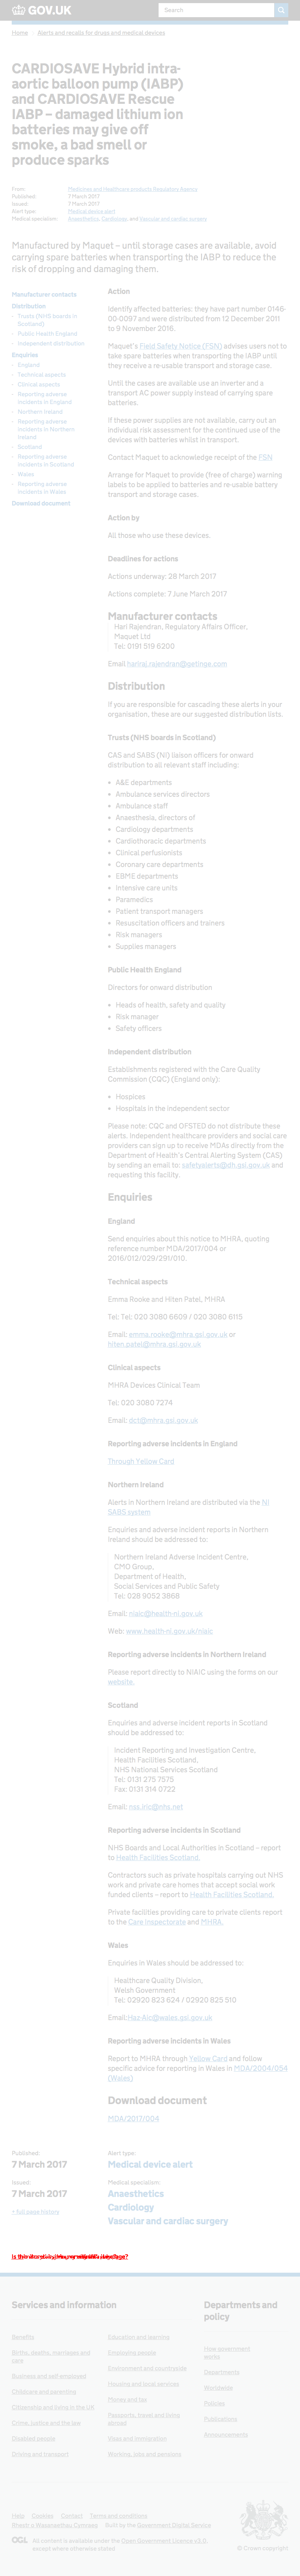 GOV.UK
Search
Home
Alerts and recalls for drugs and medical devices
CARDIOSAVE Hybrid intra-
aortic balloon pump (IABP)
and CARDIOSAVE Rescue
IABP – damaged lithium ion
batteries may give off
smoke, a bad smell or
produce sparks
From: Medicines and Healthcare products Regulatory Agency
Published: 7 March 2017
Issued: 7 March 2017
Alert type: Medical device alert
Medical specialism: Anaesthetics, Cardiology, and Vascular and cardiac surgery
Manufactured by Maquet – until storage cases are available, avoid
carrying spare batteries when transporting the IABP to reduce the
risk of dropping and damaging them.
Manufacturer contacts
Distribution
Trusts (NHS boards in
Scotland)
Public Health England
Independent distribution
Enquiries
England
Technical aspects
Clinical aspects
Reporting adverse
incidents in England
Northern Ireland
Reporting adverse
incidents in Northern
Ireland
Scotland
Reporting adverse
incidents in Scotland
Wales
Reporting adverse
incidents in Wales
Download document
Action
Identify affected batteries: they have part number 0146-
00-0097 and were distributed from 12 December 2011
to 9 November 2016.
Maquet's Field Safety Notice (FSN) advises users not to
take spare batteries when transporting the IABP until
they have received a case for safe storage.
Until the cases are available use an inverter or an
external AC power supply during transport instead of
spare batteries.
If these power supplies are not available, carry out an
individual risk assessment on the continued use of the
devices with batteries whilst in transport.
Contact Maquet to acknowledge receipt of the FSN
Arrange for Maquet to provide (free of charge) warning
labels to be applied to the batteries and to re-label
battery transport and storage cases.
Action by
All those who use these devices.
Deadlines for actions
Actions underway: 28 March 2017
Actions complete: 7 June 2017
Manufacturer contacts
Hari Rajendran, Regulatory Affairs Officer,
Maquet Ltd
Tel: 0191 519 6200
Email hariraj.rajendran@getinge.com
Distribution
If you are responsible for cascading these alerts in your
organisation, these are our suggested distribution lists.
Trusts (NHS boards in Scotland)
CAS and SABS (NI) liaison officers for onward
distribution to all relevant staff including:
A&E departments
Ambulance services directors
Ambulance staff
Anaesthesia, directors of
Cardiology departments
Cardiothoracic departments
Clinical perfusionists
Coronary care departments
EBME departments
Intensive care units
Paramedics
Patient transport managers
Resuscitation officers and trainers
Risk managers
Supplies managers
Public Health England
Directors for onward distribution
Heads of health, safety and quality
Risk manager
Safety officers
Independent distribution
Establishments registered with the Care Quality
Commission (CQC) (England only):
Hospices
Hospitals in the independent sector
Please note: CQC and OFSTED do not distribute these
alerts. Independent healthcare providers and social care
providers can sign up to receive MDAs directly from the
Department of Health's Central Alerting System (CAS)
by sending an email to: safetyalerts@dh.gsi.gov.uk and
requesting this facility.
Enquiries
England
Send enquiries about this notice to MHRA, quoting
reference number MDA/2017/004 or
2016/012/029/291/010
Technical aspects
Emma Rooke and Hiten Patel, MHRA
Tel: Tel: 020 3080 6609 / 020 3080 6115
Email: emma.rooke@mhra.gsi.gov.uk or
hiten.patel@mhra.gsi.gov.uk
Clinical aspects
MHRA Devices Clinical Team
Tel: 020 3080 7274
Email: dct@mhra.gsi.gov.uk
Reporting adverse incidents in England
Through Yellow Card
Northern Ireland
Alerts in Northern Ireland are distributed via the NI
SABS system
Enquiries and adverse incident reports in Northern
Ireland should be addressed to:
Northern Ireland Adverse Incident Centre,
CMO Group,
Department of Health,
Social Services and Public Safety
Tel: 028 9052 3868
Email: niaic@health-ni.gov.uk
Web: www.health-ni.gov.uk/niaic
Reporting adverse incidents in Northern Ireland
Please report directly to NIAIC using the forms on our
website.
Scotland
Enquiries and adverse incident reports in Scotland
should be addressed to:
Incident Reporting and Investigation Centre,
Health Facilities Scotland,
NHS National Services Scotland
Tel: 0131 275 7575
Fax: 0131 314 0722
Email: nss.iric@nhs.net
Reporting adverse incidents in Scotland
NHS Boards and Local Authorities in Scotland – report
to Health Facilities Scotland.
Contractors such as private hospitals carrying out NHS
work and private care homes that accept social work
funded clients – report to Health Facilities Scotland.
Private facilities providing care to private clients report
to the Care Inspectorate and MHRA.
Wales
Enquiries in Wales should be addressed to:
Healthcare Quality Division,
Welsh Government
Tel: 02920 823 624 / 02920 825 510
Email:Haz-Aic@wales.gsi.gov.uk
Reporting adverse incidents in Wales
Report to MHRA through Yellow Card and follow
specific advice for reporting in Wales in MDA/2004/054
(Wales)
Download document
MDA/2017/004
Published:
7 March 2017
Issued:
7 March 2017
+ full page history
Alert type:
Medical device alert
Medical specialism:
Anaesthetics
Cardiology
Vascular and cardiac surgery
Services and information
Benefits
Births, deaths, marriages and
care
Business and self-employed
Childcare and parenting
Citizenship and living in the UK
Crime, justice and the law
Disabled people
Driving and transport
Education and learning
Employing people
Environment and countryside
Housing and local services
Money and tax
Passports, travel and living
abroad
Visas and immigration
Working, jobs and pensions
Departments and
policy
How government
works
Departments
Worldwide
Policies
Publications
Announcements
Help Cookies Contact Terms and conditions
Rhestr o Wasanaethau Cymraeg Built by the Government Digital Service
OGL All content is available under the Open Government Licence v3.0,
except where otherwise stated
© Crown copyright